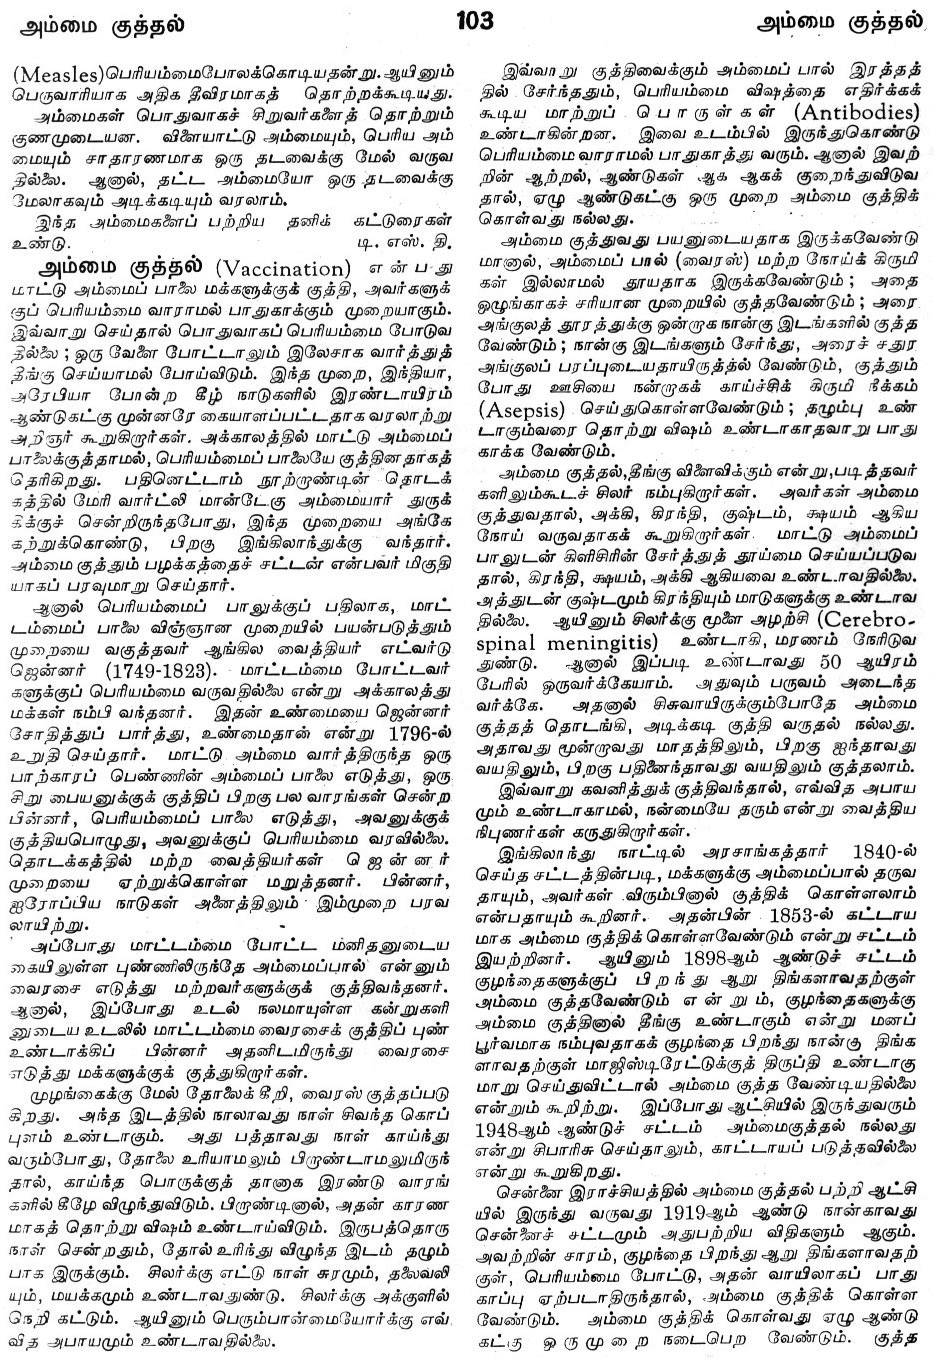 அம்மை குத்தல்
103
அம்மை குத்தல்
(Measles) பெரியம்மைபோலக் கொடியதன்று. ஆயினும்
பெருவாரியாக அதிக தீவிரமாகத் தொற்றக்கூடியது.
அம்மைகள் பொதுவாகச் சிறுவர்களைத் தொற்றும்
குணமுடையன. விளையாட்டு அம்மையும், பெரிய அம்
மையும் சாதாரணமாக ஒரு தடவைக்கு மேல் வருவ
தில்லை. ஆனால், தட்ட அம்மையோ ஒரு தடவைக்கு
மேலாகவும் அடிக்கடியும் வரலாம்.
இந்த அம்மைகளைப் பற்றிய தனிக் கட்டுரைகள்
உண்டு. டி. எஸ். தி.
அம்மை குத்தல் (Vaccination) என்பது
மாட்டு அம்மைப் பாலை மக்களுக்குக் குத்தி, அவர்களுக்
குப் பெரியம்மை வாராமல் பாதுகாக்கும் முறையாகும்.
இவ்வாறு செய்தால் பொதுவாகப் பெரியம்மை போடுவ
தில்லை ; ஒரு வேளை போட்டாலும் இலேசாக வார்த்துத்
தீங்கு செய்யாமல் போய்விடும். இந்த முறை, இந்தியா,
அரேபியா போன்ற கீழ் நாடுகளில் இரண்டாயிரம்
ஆண்டுகட்கு முன்னரே கையாளப்பட்டதாக வரலாற்று
அறிஞர் கூறுகிறார்கள். அக்காலத்தில் மாட்டு அம்மைப்
பாலைக்குத்தாமல், பெரியம்மைப் பாலையே குத்தினதாகத்
தெரிகிறது. பதினெட்டாம் நூற்றாண்டின் தொடக்
கத்தில் மேரி வார்ட்லி மான்டேகு அம்மையார் துருக்
கிக்குச் சென்றிருந்தபோது, இந்த முறையை அங்கே
கற்றுக்கொண்டு, பிறகு இங்கிலாந்துக்கு வந்தார்.
அம்மை குத்தும் பழக்கத்தைச் சட்டன் என்பவர் மிகுதி
யாகப் பரவுமாறு செய்தார்.
ஆனால் பெரியம்மைப் பாலுக்குப் பதிலாக, மாட்
டம்மைப் பாலை விஞ்ஞான முறையில் பயன்படுத்தும்
முறையை வகுத்தவர் ஆங்கில வைத்தியர் எட்வர்டு
ஜென்னர் (1749-1823). மாட்டம்மை போட்டவர்
களுக்குப் பெரியம்மை வருவதில்லை என்று அக்காலத்து
மக்கள் நம்பி வந்தனர். இதன் உண்மையை ஜென்னர்
சோதித்துப் பார்த்து, உண்மைதான் என்று 1796-ல்
உறுதி செய்தார். மாட்டு அம்மை வார்த்திருந்த ஒரு
பாற்காரப் பெண்ணின் அம்மைப் பாலை எடுத்து, ஒரு
சிறு பையனுக்குக் குத்திப் பிறகு பல வாரங்கள் சென்ற
பின்னர், பெரியம்மைப் பாலை எடுத்து, அவனுக்குக்
குத்தியபொழுது, அவனுக்குப் பெரியம்மை வரவில்லை.
தொடக்கத்தில் மற்ற வைத்தியர்கள் ஜென்னர்
முறையை ஏற்றுக்கொள்ள மறுத்தனர். பின்னர்,
ஐரோப்பிய நாடுகள் அனைத்திலும் இம்முறை பரவ
லாயிற்று.
அப்போது மாட்டம்மை போட்ட மனிதனுடைய
கையிலுள்ள புண்ணிலிருந்தே அம்மைப்பால் என்னும்
வைரசை எடுத்து மற்றவர்களுக்குக் குத்திவந்தனர்.
ஆனால், இப்போது உடல் நலமாயுள்ள கன்றுகளி
னுடைய உடலில் மாட்டம்மை வைரசைக் குத்திப் புண்
உண்டாக்கிப் பின்னர் அதனிடமிருந்து வைரசை
எடுத்து மக்களுக்குக் குத்துகிறார்கள்.
முழங்கைக்கு மேல் தோலைக் கீறி, வைரஸ் குத்தப்படு
கிறது. அந்த இடத்தில் நாலாவது நாள் சிவந்த கொப்
புளம் உண்டாகும். அது பத்தாவது நாள் காய்ந்து
வரும்போது, தோலை உரியாமலும் பிறாண்டாமலுமிருந்
தால், காய்ந்த பொருக்குத் தானாக இரண்டு வாரங்
களில் கீழே விழுந்துவிடும். பிறாண்டினால், அதன் காரண
மாகத் தொற்று விஷம் உண்டாய்விடும். இருபத்தொரு
நாள் சென்றதும், தோல் உரிந்து விழுந்த இடம் தழும்
பாக இருக்கும். சிலர்க்கு எட்டு நாள் சுரமும், தலைவலி
யும், மயக்கமும் உண்டாவதுண்டு. சிலர்க்கு அக்குளில்
நெறி கட்டும். ஆயினும் பெரும்பான்மையோர்க்கு எவ்
வித அபாயமும் உண்டாவதில்லை.
இவ்வாறு குத்திவைக்கும் அம்மைப் பால் இரத்தத்
தில் சேர்ந்ததும், பெரியம்மை விஷத்தை எதிர்க்கக்
கூடிய மாற்றுப் பொருள்கள் (Antibodies)
உண்டாகின்றன. இவை உடம்பில் இருந்துகொண்டு
பெரியம்மை வாராமல் பாதுகாத்து வரும். ஆனால் இவற்
றின் ஆற்றல், ஆண்டுகள் ஆக ஆகக் குறைந்துவிடுவ
தால், ஏழு ஆண்டுகட்கு ஒரு முறை அம்மை குத்திக்
கொள்வது நல்லது.
அம்மை குத்துவது பயனுடையதாக இருக்கவேண்டு
மானால், அம்மைப் பால் (வைரஸ்) மற்ற நோய்க் கிருமி
கள் இல்லாமல் தூயதாக இருக்கவேண்டும் ; அதை
ஒழுங்காகச் சரியான முறையில் குத்தவேண்டும் ; அரை
அங்குலத் தூரத்துக்கு ஒன்றாக நான்கு இடங்களில் குத்த
வேண்டும் ; நான்கு இடங்களும் சேர்ந்து, அரைச் சதுர
அங்குலப் பரப்புடையதாயிருத்தல் வேண்டும், குத்தும்
போது ஊசியை நன்றாகக் காய்ச்சிக் கிருமி நீக்கம்
(Asepsis) செய்துகொள்ளவேண்டும் ; தழும்பு உண்
டாகும்வரை தொற்று விஷம் உண்டாகாதவாறு பாது
காக்க வேண்டும்.
அம்மை குத்தல், தீங்கு விளைவிக்கும் என்று, படித்தவர்
களிலும்கூடச் சிலர் நம்புகிறார்கள். அவர்கள் அம்மை
குத்துவதால், அக்கி, கிரந்தி, குஷ்டம், க்ஷயம் ஆகிய
நோய் வருவதாகக் கூறுகிறார்கள். மாட்டு அம்மைப்
பாலுடன் கிளிசிரின் சேர்த்துத் தூய்மை செய்யப்படுவ
தால், கிரந்தி, க்ஷயம், அக்கி ஆகியவை உண்டாவதில்லை.
அத்துடன் குஷ்டமும் கிரந்தியும் மாடுகளுக்கு உண்டாவ
தில்லை. ஆயினும் சிலர்க்கு மூளை அழற்சி (Cerebro-
spinal meningitis) உண்டாகி, மரணம் நேரிடுவ
துண்டு. ஆனால் இப்படி உண்டாவது 50 ஆயிரம்
பேரில் ஒருவர்க்கேயாம். அதுவும் பருவம் அடைந்த
வர்க்கே. அதனால் சிசுவாயிருக்கும்போதே அம்மை
குத்தத் தொடங்கி, அடிக்கடி குத்தி வருதல் நல்லது.
அதாவது மூன்றாவது மாதத்திலும், பிறகு ஐந்தாவது
வயதிலும், பிறகு பதினைந்தாவது வயதிலும் குத்தலாம்.
இவ்வாறு கவனித்துக் குத்திவந்தால், எவ்வித அபாய
மும் உண்டாகாமல், நன்மையே தரும் என்று வைத்திய
நிபுணர்கள் கருதுகிறார்கள்.
இங்கிலாந்து நாட்டில் அரசாங்கத்தார் 1840-ல்
செய்த சட்டத்தின்படி, மக்களுக்கு அம்மைப்பால் தருவ
தாயும், அவர்கள் விரும்பினால் குத்திக் கொள்ளலாம்
என்பதாயும் கூறினர். அதன்பின் 1853-ல் கட்டாய
மாக அம்மை குத்திக் கொள்ளவேண்டும் என்று சட்டம்
இயற்றினர். ஆயினும் 1898ஆம் ஆண்டுச் சட்டம்
குழந்தைகளுக்குப் பிறந்து ஆறு திங்களாவதற்குள்
அம்மை குத்தவேண்டும் என்றும், குழந்தைகளுக்கு
அம்மை குத்தினால் தீங்கு உண்டாகும் என்று மனப்
பூர்வமாக நம்புவதாகக் குழந்தை பிறந்து நான்கு திங்க
ளாவதற்குள் மாஜிஸ்டிரேட்டுக்குத் திருப்தி உண்டாகு
மாறு செய்துவிட்டால் அம்மை குத்த வேண்டியதில்லை
என்றும் கூறிற்று. இப்போது ஆட்சியில் இருந்துவரும்
1948ஆம் ஆண்டுச் சட்டம் அம்மைகுத்தல் நல்லது
என்று சிபாரிசு செய்தாலும், காட்டாயப் படுத்தவில்லை
என்று கூறுகிறது.
சென்னை இராச்சியத்தில் அம்மை குத்தல் பற்றி ஆட்சி
யில் இருந்து வருவது 1919ஆம் ஆண்டு நான்காவது
சென்னைச் சட்டமும் அதுபற்றிய விதிகளும் ஆகும்.
அவற்றின் சாரம், குழந்தை பிறந்து ஆறு திங்களாவதற்
குள், பெரியம்மை போட்டு, அதன் வாயிலாகப் பாது
காப்பு ஏற்படாதிருந்தால், அம்மை குத்திக் கொள்ள
வேண்டும். அம்மை குத்திக் கொள்வது ஏழு ஆண்டு
கட்கு ஒருமுறை நடைபெற வேண்டும். குத்த